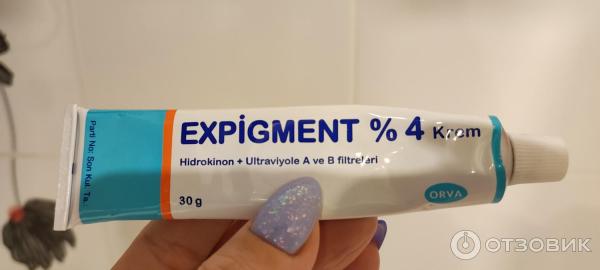 Parti No: Son Kul. Ta.:
EXPİGMENT % 4 Krem
Hidrokinon + Ultraviyole A ve B filtreleri
30 g
ORVA
ОТЗОВИК